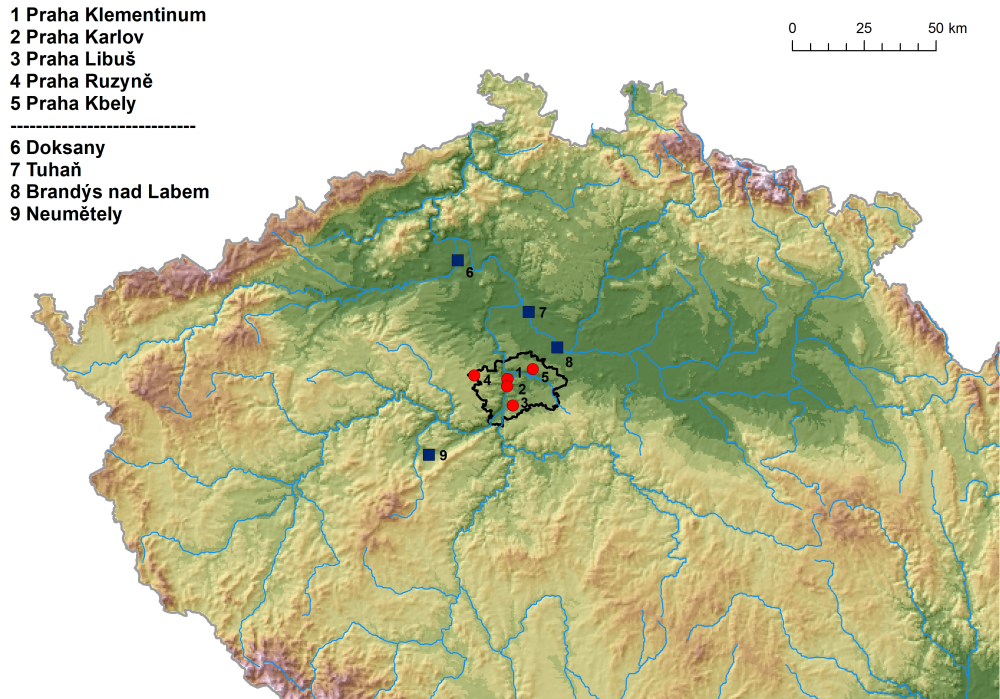 1 Praha Klementinum
2 Praha Karlov
3 Praha Libuš
4 Praha Ruzyně
5 Praha Kbely
-----------------------------
6 Doksany
7 Tuhaň
8 Brandýs nad Labem
9 Neumětely
0 25 50 km
6
7
8
1
5
4
2
3
9